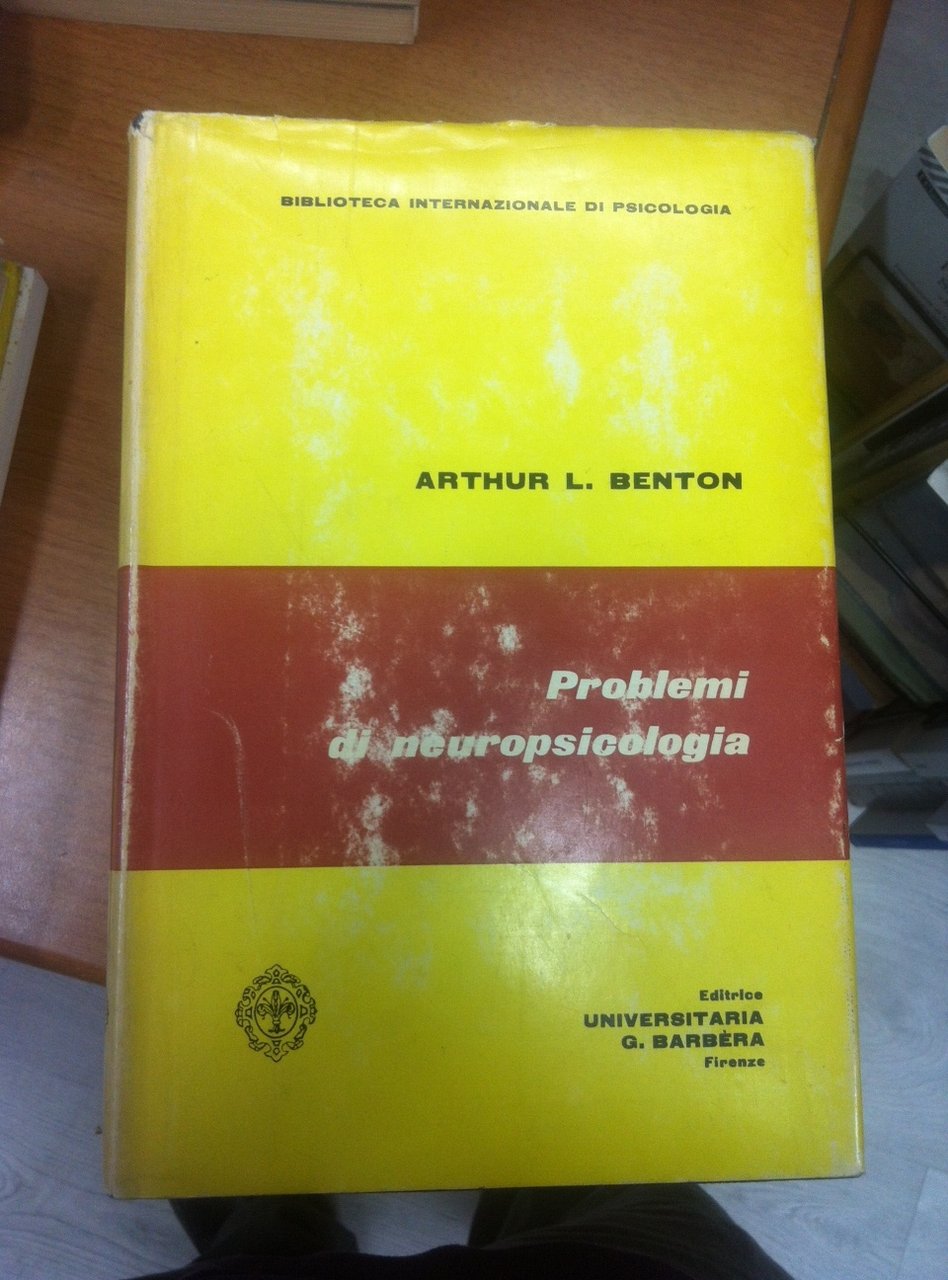 BIBLIOTECA INTERNAZIONALE DI PSICOLOGIA
ARTHUR L. BENTON
Problemi
di neuropsicologia
Editrice
UNIVERSITARIA
G. BARBÈRA
Firenze